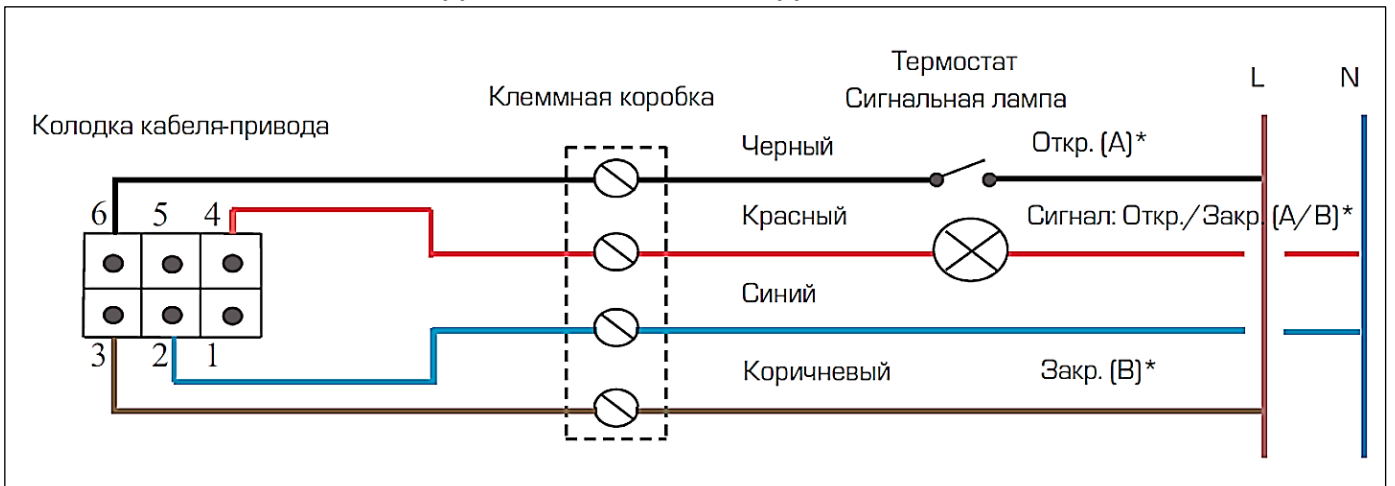 Термостат
L N
Клеммная коробка
Сигнальная лампа
Колодка кабеля-привода
Черный
Откр. (А)*
6 5 4
Красный
Сигнал: Откр./Закр. (А/В)*
Синий
3 2 1
Коричневый
Закр. (В)*